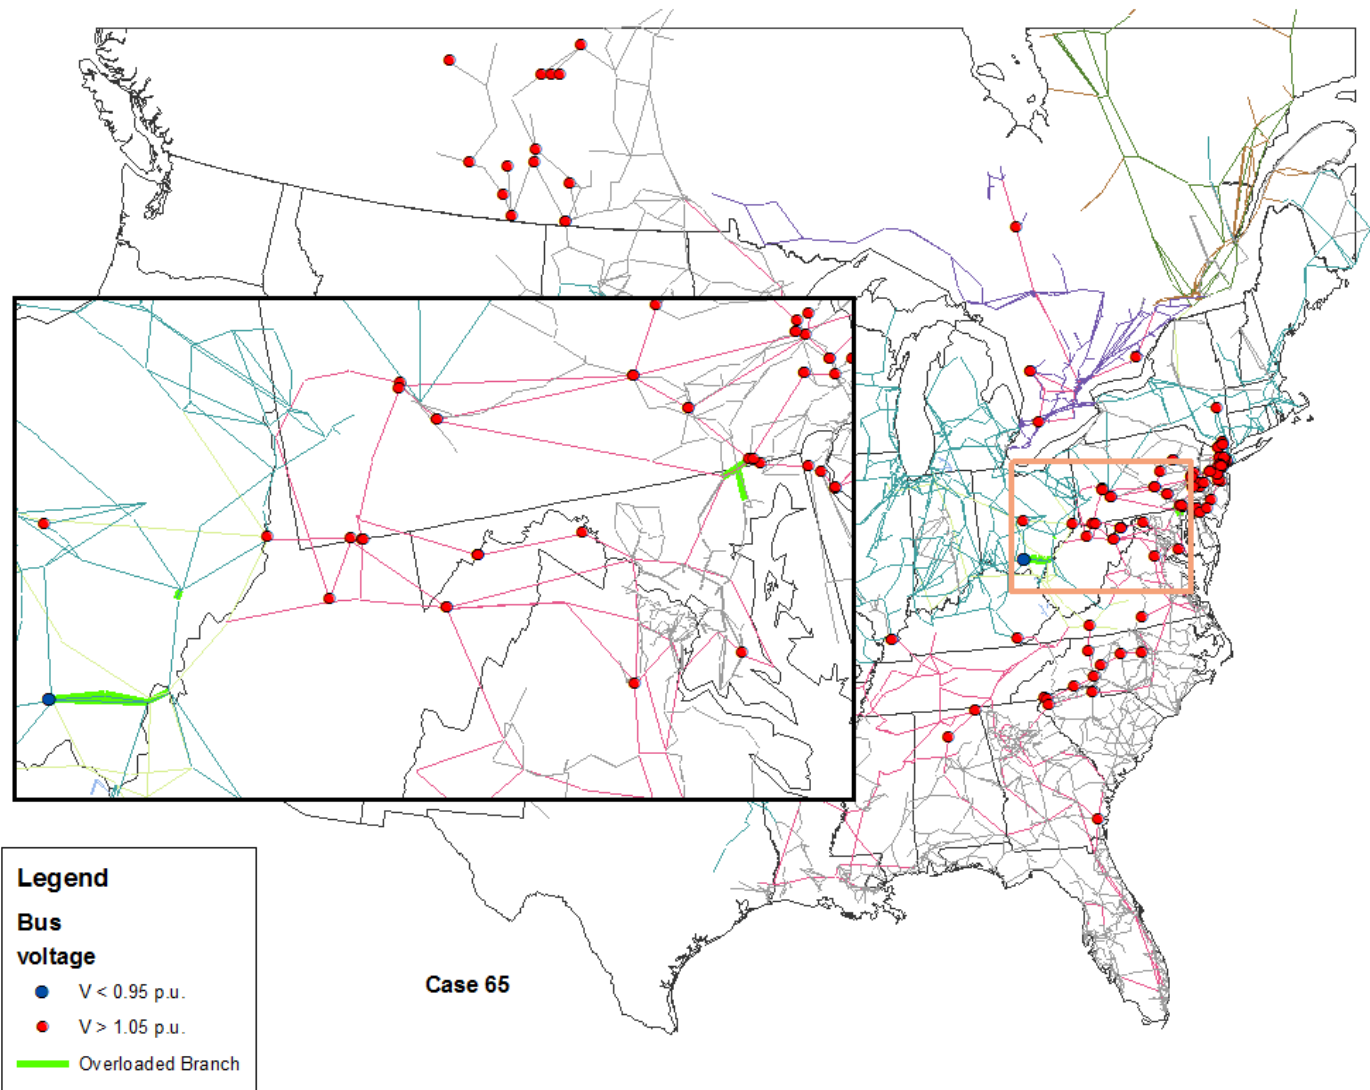 Case 65
Legend
Bus
voltage
V < 0.95 p.u.
V > 1.05 p.u.
Overloaded Branch